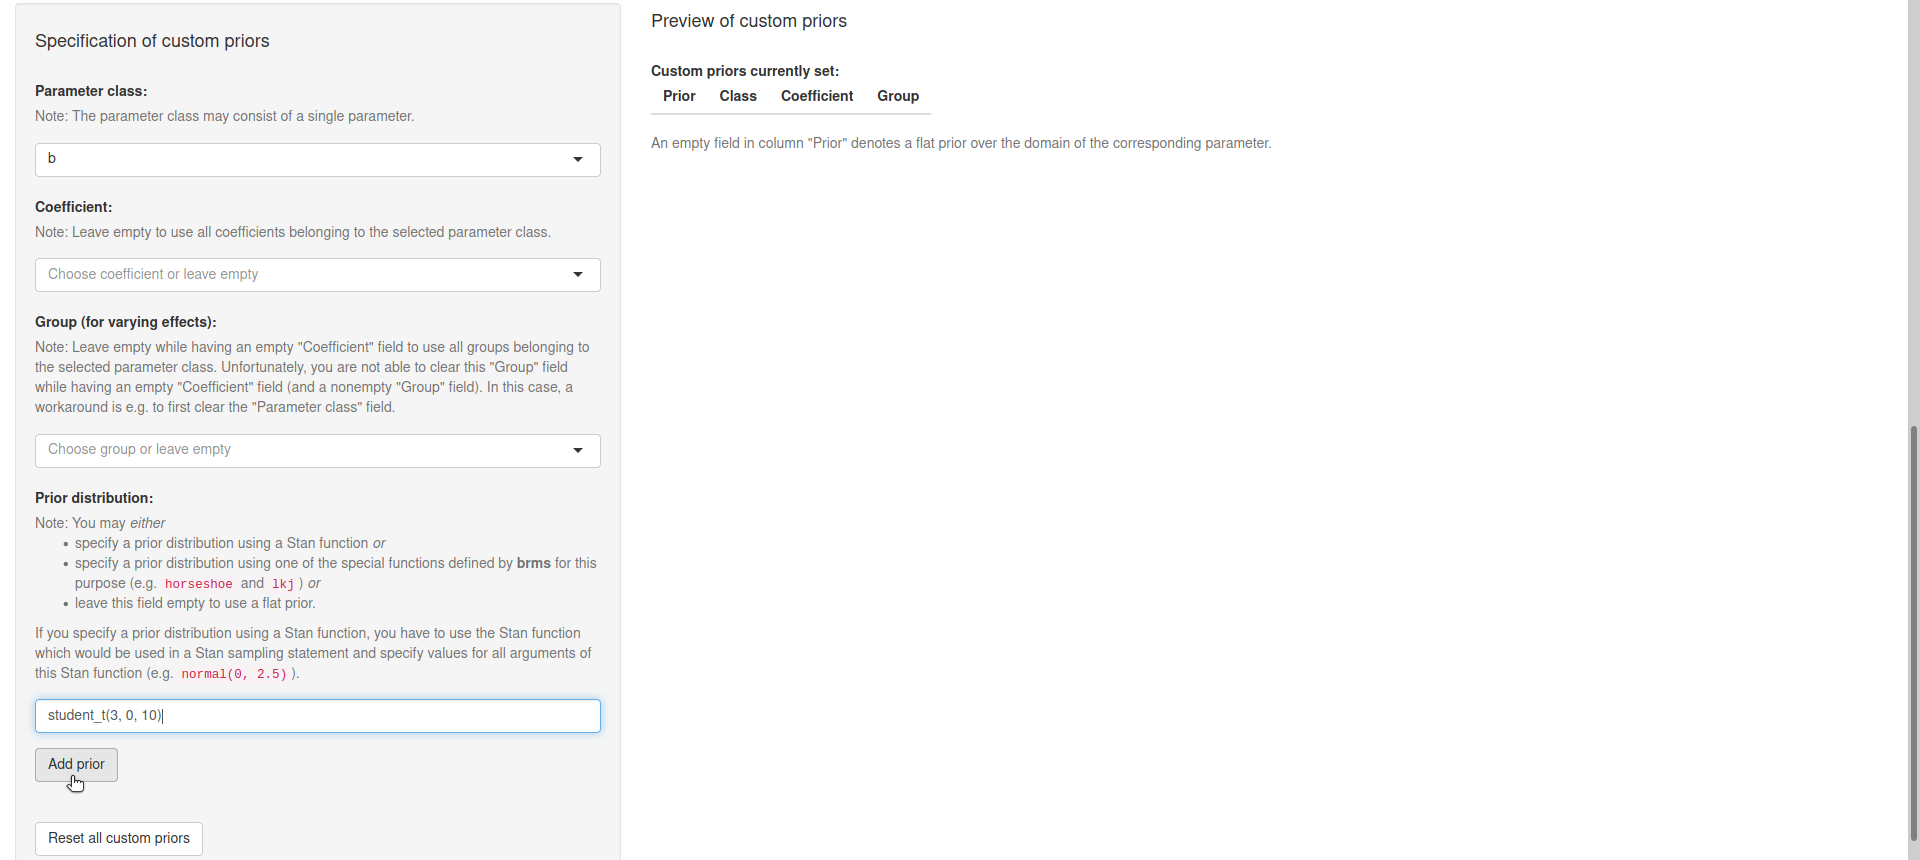 Specification of custom priors
Parameter class:
Note: The parameter class may consist of a single parameter.
b
Coefficient:
Note: Leave empty to use all coefficients belonging to the selected parameter class.
Choose coefficient or leave empty
Group (for varying effects):
Note: Leave empty while having an empty "Coefficient" field to use all groups belonging to
the selected parameter class. Unfortunately, you are not able to clear this "Group" field
while having an empty "Coefficient" field (and a nonempty "Group" field). In this case, a
workaround is e.g. to first clear the "Parameter class" field.
Choose group or leave empty
Prior distribution:
Note: You may either
• specify a prior distribution using a Stan function or
• specify a prior distribution using one of the special functions defined by brms for this
purpose (e.g. horseshoe and lkj ) or
• leave this field empty to use a flat prior.
If you specify a prior distribution using a Stan function, you have to use the Stan function
which would be used in a Stan sampling statement and specify values for all arguments of
this Stan function (e.g. normal(0, 2.5) ).
student_t(3, 0, 10)
Add prior
Reset all custom priors
Preview of custom priors
Custom priors currently set:
Prior Class Coefficient Group
An empty field in column "Prior" denotes a flat prior over the domain of the corresponding parameter.